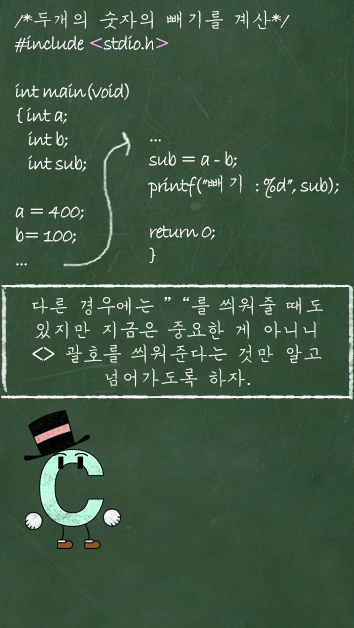 /*두개의 숫자의 빼기를 계산*/
#include <stdio.h>
int main(void)
{ int a;
int b;
int sub;
a = 400;
b= 100;
...
...
sub = a - b;
printf("빼기 : %d", sub);
return 0;
}
다른 경우에는 ” “를 씌워줄 때도
있지만 지금은 중요한 게 아니니
<> 괄호를 씌워준다는 것만 알고
넘어가도록 하자.
C